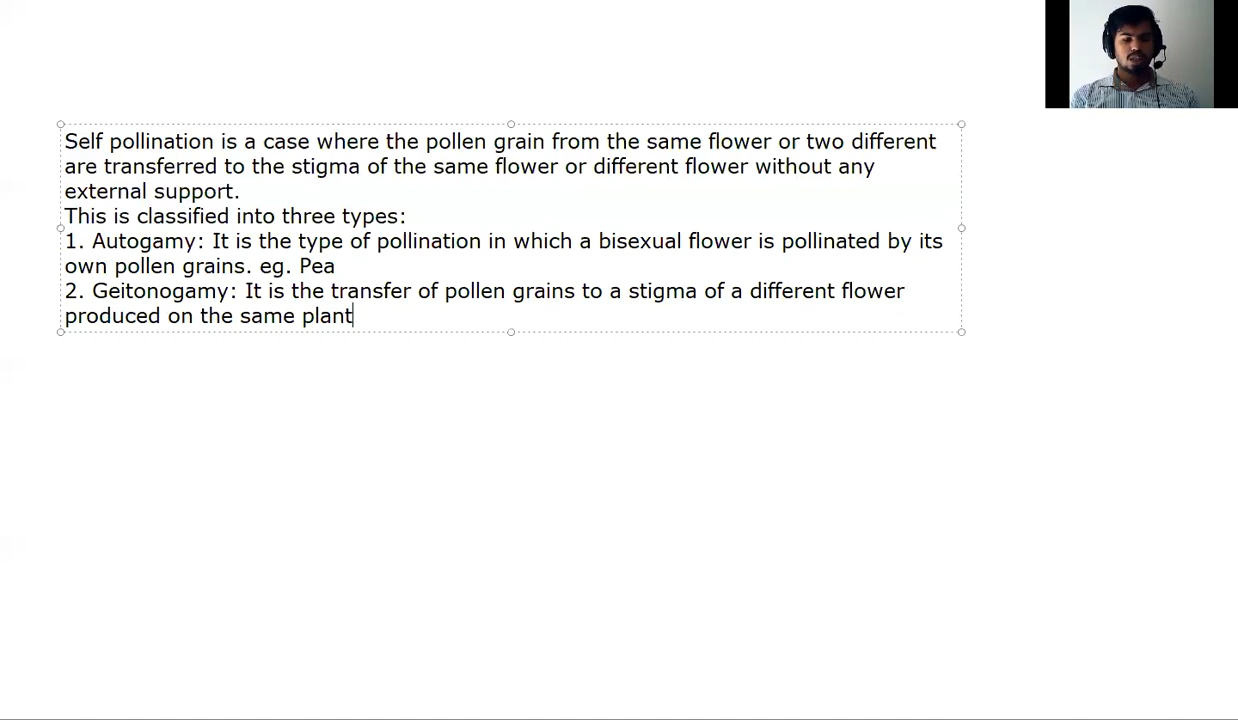 Self pollination is a case where the pollen grain from the same flower or two different
are transferred to the stigma of the same flower or different flower without any
external support.
This is classified into three types:
1. Autogamy: It is the type of pollination in which a bisexual flower is pollinated by its
own pollen grains. eg. Pea
2. Geitonogamy: It is the transfer of pollen grains to a stigma of a different flower
produced on the same plant